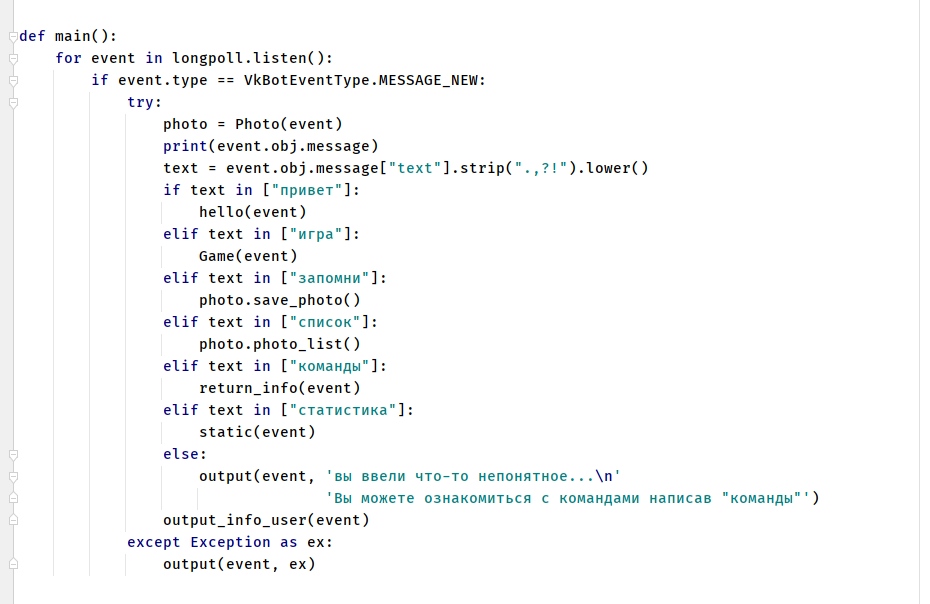 def main():
    for event in longpoll.listen():
        if event.type == VkBotEventType.MESSAGE_NEW:
            try:
                photo = Photo(event)
                print(event.obj.message)
                text = event.obj.message["text"].strip(".,?!").lower()
                if text in ["привет"]:
                    hello(event)
                elif text in ["игра"]:
                    Game(event)
                elif text in ["запомни"]:
                    photo.save_photo()
                elif text in ["список"]:
                    photo.photo_list()
                elif text in ["команды"]:
                    return_info(event)
                elif text in ["статистика"]:
                    static(event)
                else:
                    output(event, 'вы ввели что-то непонятное...\n'
                                  'Вы можете ознакомиться с командами написав "команды"')
                output_info_user(event)
            except Exception as ex:
                output(event, ex)